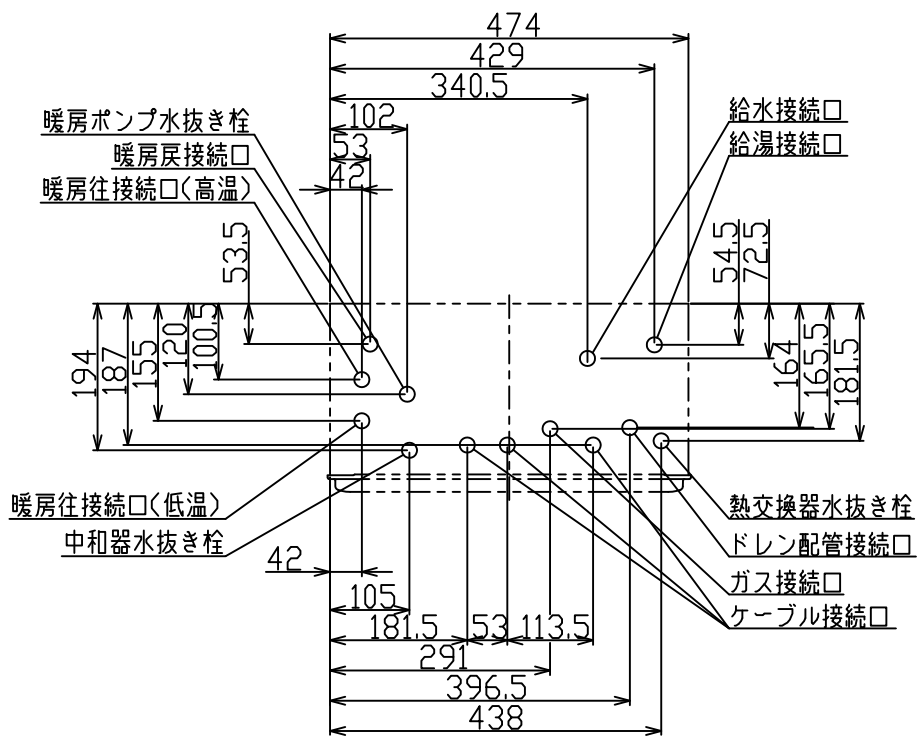 474
429
340.5
102
53
42
暖房ポンプ水抜き栓
暖房戻接続口
暖房往接続口(高温)
給水接続口
給湯接続口
53.5
54.5
72.5
194
187
155
120
100.5
164
165.5
181.5
暖房往接続口(低温)
中和器水抜き栓
熱交換器水抜き栓
ドレン配管接続口
ガス接続口
ケーブル接続口
42
105
181.5
53
113.5
291
396.5
438